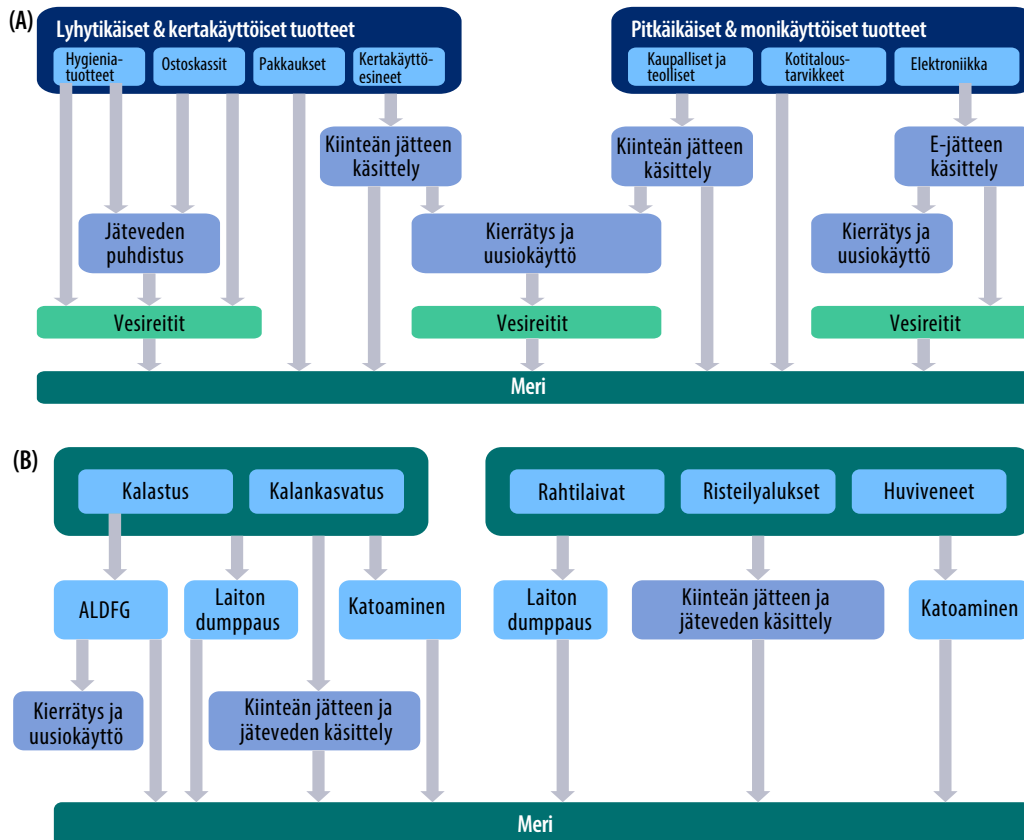 (A)
Lyhytikäiset & kertakäyttöiset tuotteet
Hygienia-
tuotteet
Ostoskassit
Pakkaukset
Kertakäyttö-
esineet
Pitkäikäiset & monikäyttöiset tuotteet
Kaupalliset ja
teolliset
Kotitalous-
tarvikkeet
Elektroniikka
Kiinteän jätteen
käsittely
Kiinteän jätteen
käsittely
E-jätteen
käsittely
Jäteveden
puhdistus
Kierrätys ja
uusiokäyttö
Kierrätys ja
uusiokäyttö
Vesireitit
Vesireitit
Vesireitit
Meri
(B)
Kalastus
Kalankasvatus
Rahtilaivat
Risteilyalukset
Huviveneet
ALDFG
Laiton
dumppaus
Katoaminen
Laiton
dumppaus
Kiinteän jätteen ja
jäteveden käsittely
Katoaminen
Kierrätys ja
uusiokäyttö
Kiinteän jätteen ja
jäteveden käsittely
Meri